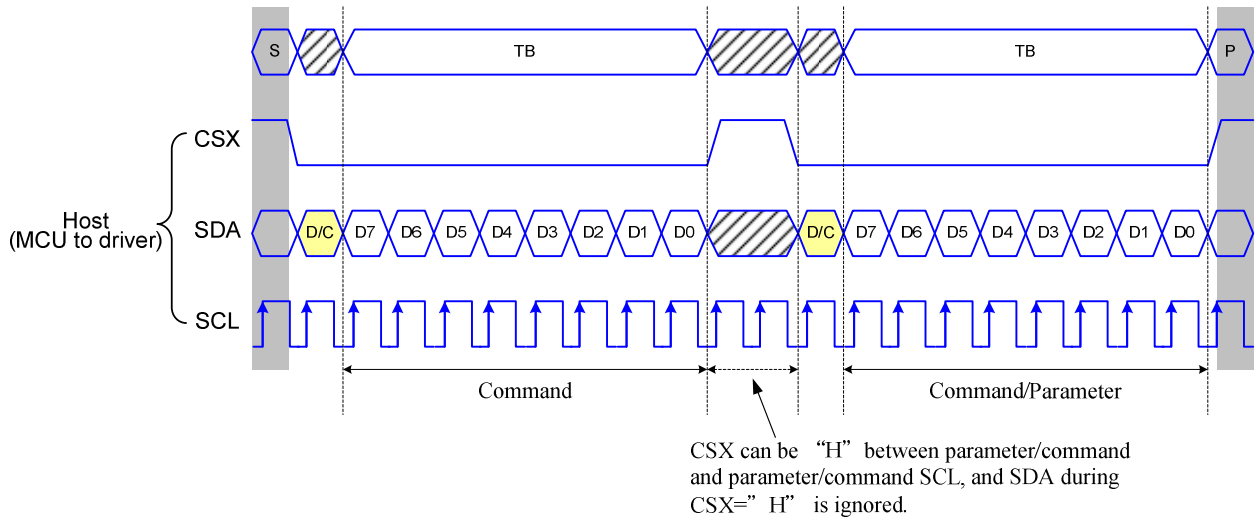 S TB TB P
CSX
Host
(MCU to driver)
SDA
D/C D7 D6 D5 D4 D3 D2 D1 D0 D/C D7 D6 D5 D4 D3 D2 D1 D0
SCL
Command Command/Parameter
CSX can be “H” between parameter/command
and parameter/command SCL, and SDA during
CSX=”H” is ignored.